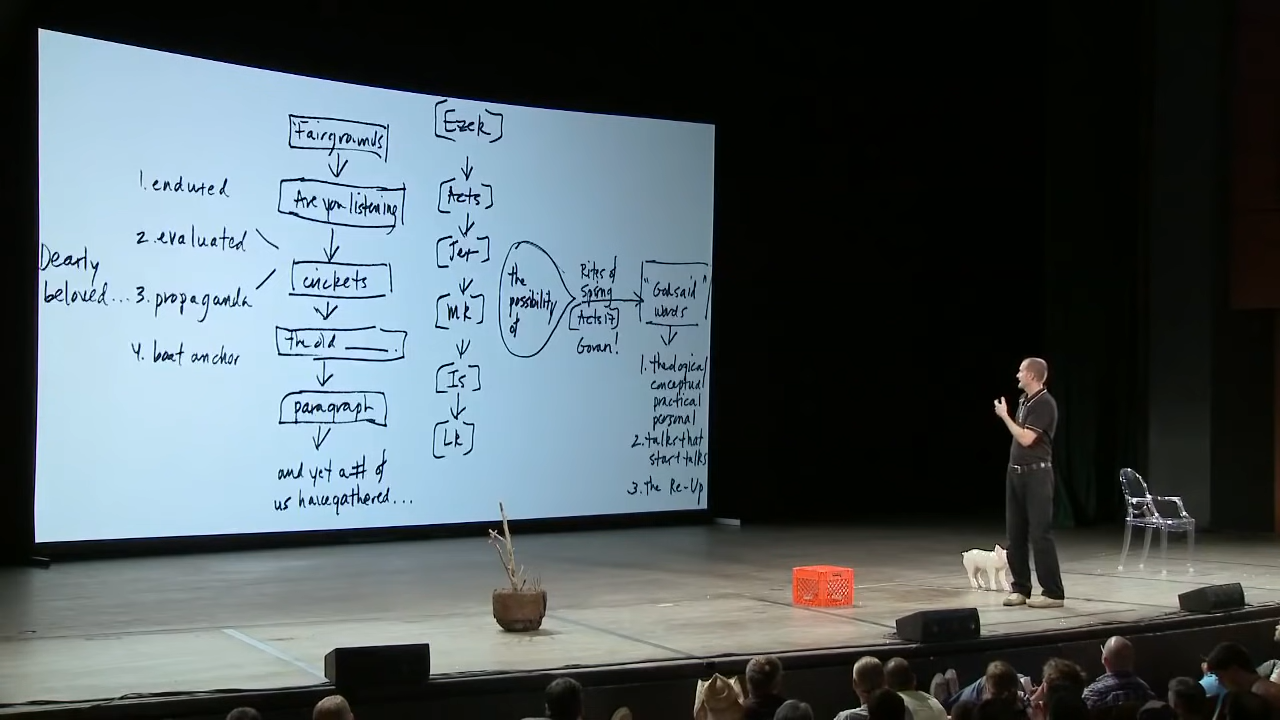 Dearly
beloved...
1. endured
2. evaluated
3. propaganda
4. boat anchor
Fairgrounds
Are you listening
crickets
the old ____.
paragraph
and yet a # of
us have gathered...
[Ezek]
[Acts]
[Jer]
[Mk]
[Is]
[Lk]
the
possibility
of
Rites of
Spring
[Acts 17]
"God said
words"
1. theological
conceptual
practical
personal
2. talks that
start talks
3. the Re-Up